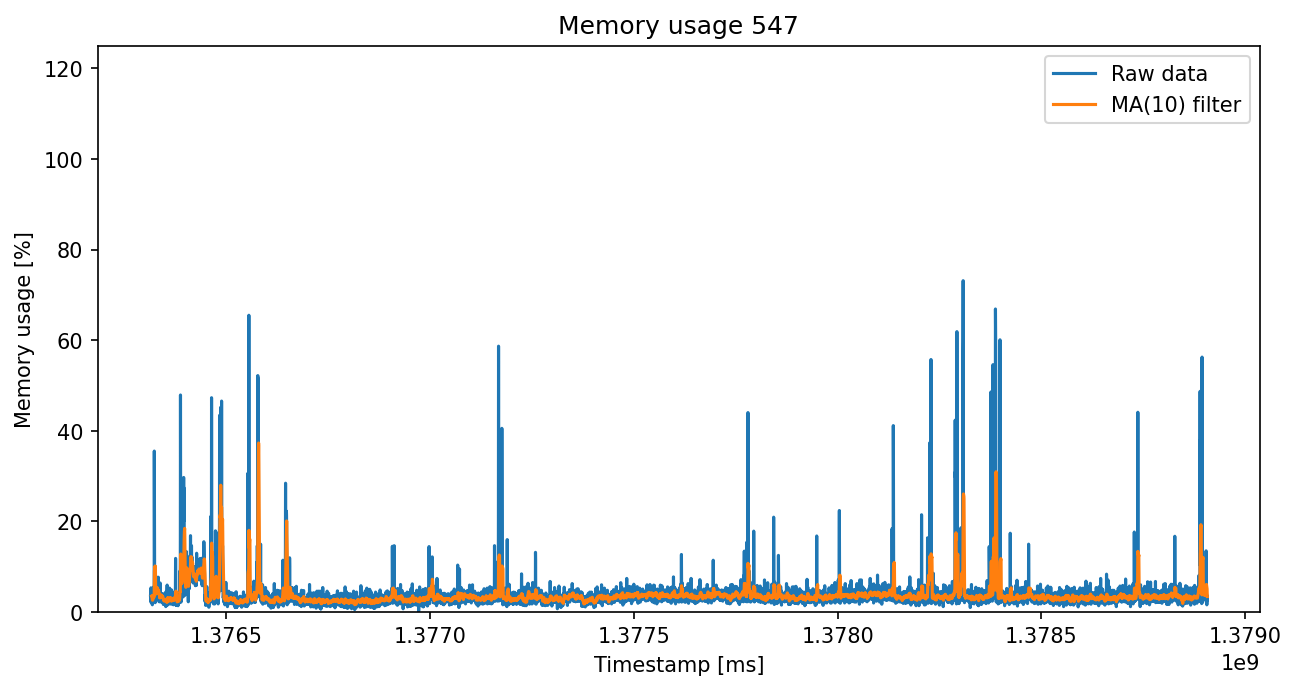 Memory usage 547
Raw data
MA(10) filter
120
100
80
60
40
20
0
Memory usage [%]
1.3765 1.3770 1.3775 1.3780 1.3785 1.3790
1e9
Timestamp [ms]